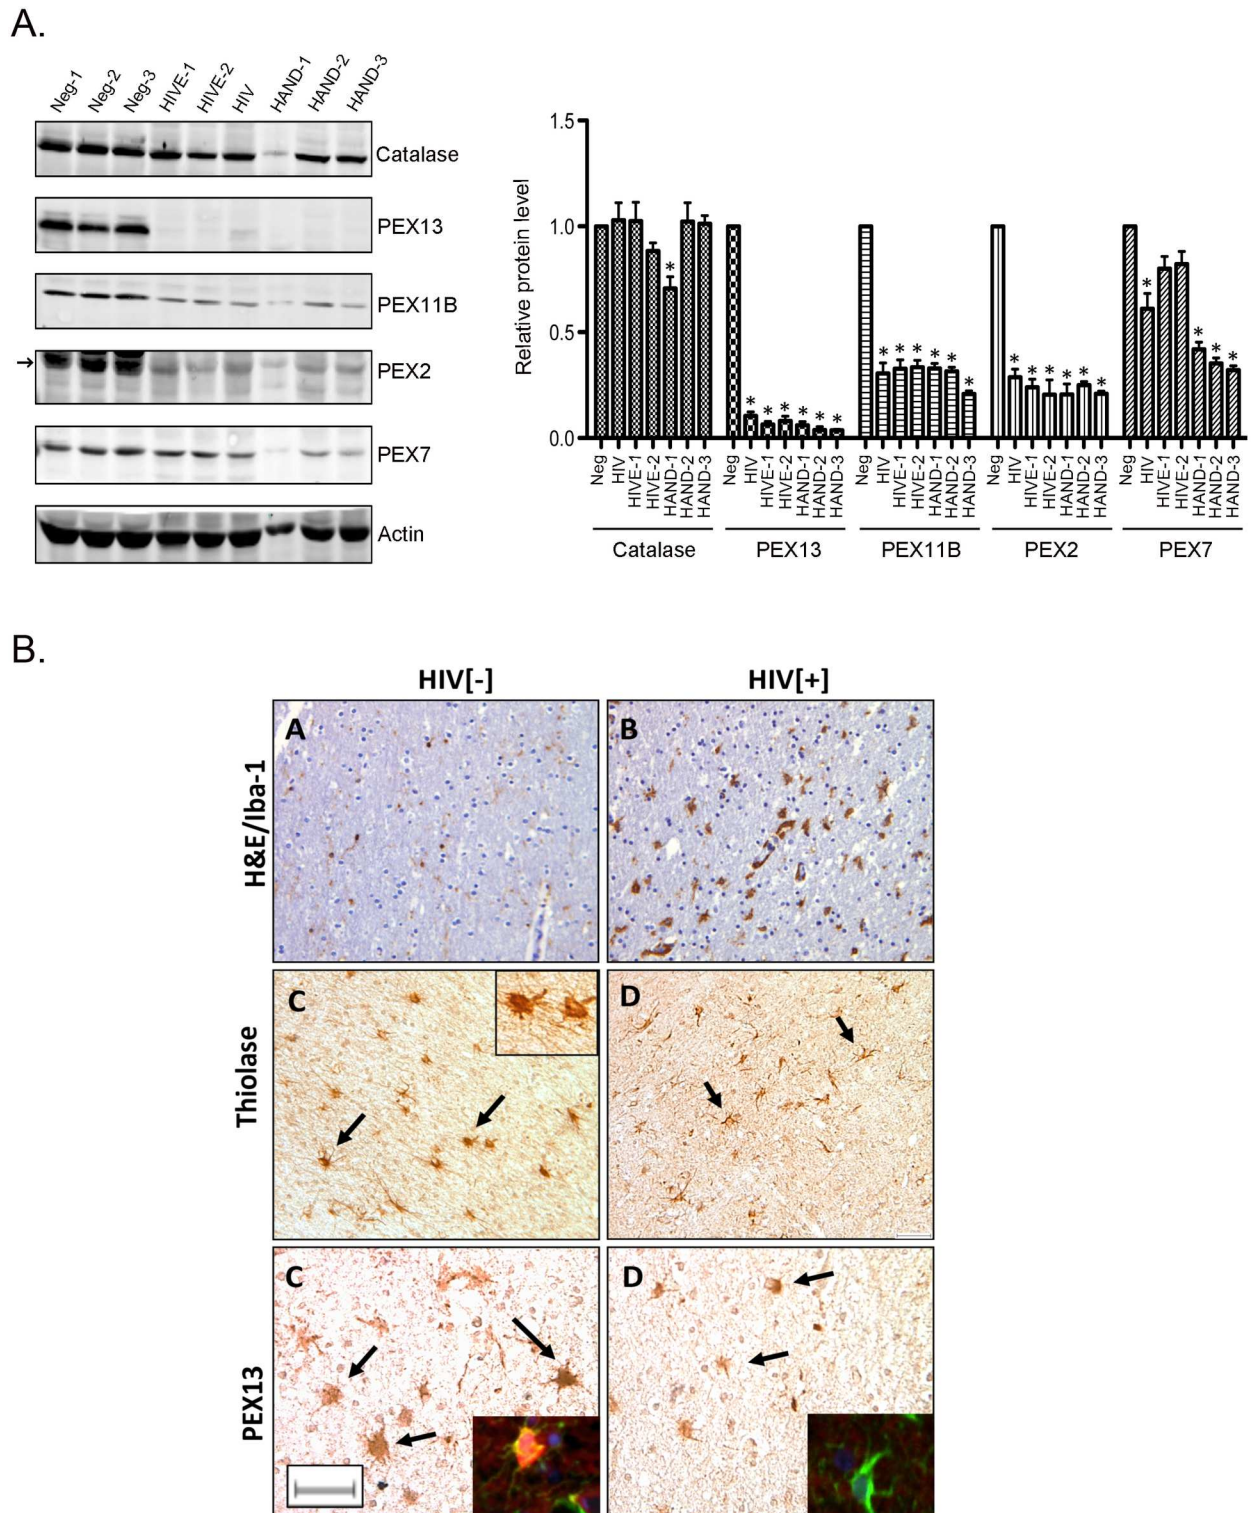 A.
Neg-1 Neg-2 Neg-3 HIVE-1 HIVE-2 HIV HAND-1 HAND-2 HAND-3
Catalase
PEX13
PEX11B
→ PEX2
PEX7
Actin
Relative protein level
1.5
1.0
0.5
0.0
*
* * * * * *
* * * * * *
* * * * * *
* * * *
Neg HIV HIVE-1 HIVE-2 HAND-1 HAND-2 HAND-3 Neg HIV HIVE-1 HIVE-2 HAND-1 HAND-2 HAND-3 Neg HIV HIVE-1 HIVE-2 HAND-1 HAND-2 HAND-3 Neg HIV HIVE-1 HIVE-2 HAND-1 HAND-2 HAND-3 Neg HIV HIVE-1 HIVE-2 HAND-1 HAND-2 HAND-3
Catalase PEX13 PEX11B PEX2 PEX7
B.
HIV[-] HIV[+]
H&E/Iba-1
A B
Thiolase
C D
PEX13
C D